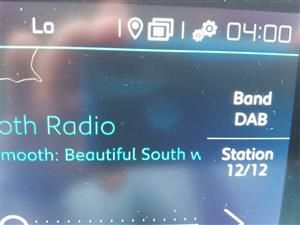 Lo
04:00
Band
DAB
oth Radio
mooth: Beautiful South w
Station
12/12